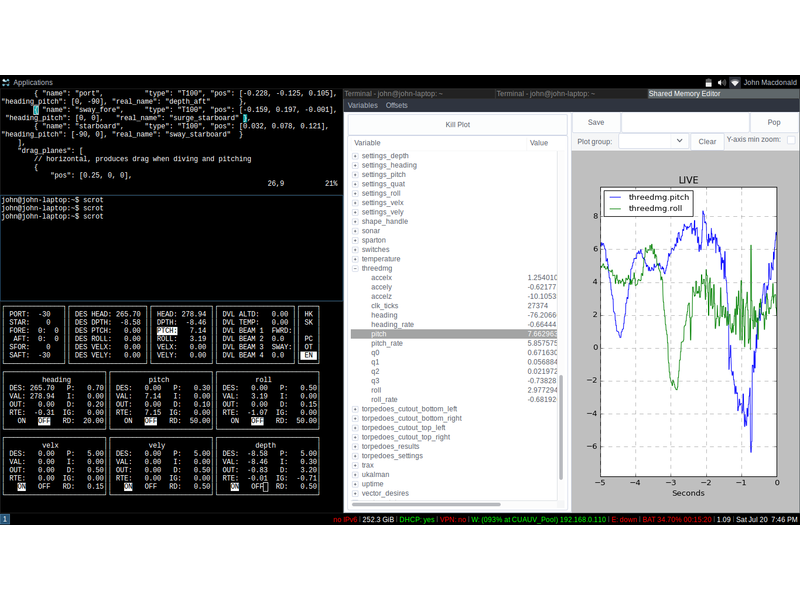 Applications
John Macdonald
{ "name": "port", "type": "T100", "pos": [-0.228, -0.125, 0.105],
"heading_pitch": [0, -90], "real_name": "depth_aft" },
{ "name": "sway_fore", "type": "T100", "pos": [-0.159, 0.197, -0.001],
"heading_pitch": [0, 0], "real_name": "surge_starboard" },
{ "name": "starboard", "type": "T100", "pos": [0.032, 0.078, 0.121],
"heading_pitch": [-90, 0], "real_name": "sway_starboard" }
],
"drag_planes": [
// horizontal, produces drag when diving and pitching
{
"pos": [0.25, 0, 0],
26,9 21%
john@john-laptop:~$ scrot
john@john-laptop:~$ scrot
john@john-laptop:~$ scrot
PORT: -30
STAR: 0
FORE: 0: 0
AFT: 0: 0
SFOR: 0
SAFT: -30
DES HEAD: 265.70
DES DPTH: -8.58
DES PTCH: 0.00
DES ROLL: 0.00
DES VELX: 0.00
DES VELY: 0.00
HEAD: 278.94
DPTH: -8.46
PTCH: 7.14
ROLL: 3.19
VELX: 0.00
VELY: 0.00
DVL ALTD: 0.00
DVL TEMP: 0.00
DVL BEAM 1 FWRD:
DVL BEAM 2 0.0
DVL BEAM 3 SWAY:
DVL BEAM 4 0.0
HK
SK
PC
OT
EN
heading
DES: 265.70 P: 0.70
VAL: 278.94 I: 0.00
OUT: 0.00 D: 0.20
RTE: -0.31 IG: 0.00
ON OFF RD: 20.00
pitch
DES: 0.00 P: 0.30
VAL: 7.14 I: 0.00
OUT: 0.00 D: 0.10
RTE: 7.15 IG: 0.00
ON OFF RD: 50.00
roll
DES: 0.00 P: 0.50
VAL: 3.19 I: 0.00
OUT: 0.00 D: 0.15
RTE: -1.07 IG: 0.00
ON OFF RD: 50.00
velx
DES: 0.00 P: 5.00
VAL: 0.00 I: 0.00
OUT: 0.00 D: 0.50
RTE: 0.00 IG: 0.00
ON OFF RD: 0.15
vely
DES: 0.00 P: 5.00
VAL: 0.00 I: 0.00
OUT: 0.00 D: 0.50
RTE: 0.00 IG: 0.00
ON OFF RD: 0.50
depth
DES: -8.58 P: 5.00
VAL: -8.46 I: 0.30
OUT: -0.83 D: 3.20
RTE: -0.01 IG: -0.71
ON OFF RD: 0.50
Terminal - john@john-laptop: ~
Terminal - john@john-laptop: ~
Shared Memory Editor
Variables Offsets
Kill Plot
Variable Value
settings_depth
settings_heading
settings_pitch
settings_quat
settings_roll
settings_velx
settings_vely
shape_handle
sonar
sparton
switches
temperature
threedmg
accelx 1.254010
accely -0.62177
accelz -10.1053
clk_ticks 27374
heading -76.2066
heading_rate -0.66444
pitch 7.662963
pitch_rate 5.857575
q0 0.671630
q1 0.056884
q2 0.021972
q3 -0.73828
roll 2.977294
roll_rate -0.68192
torpedoes_cutout_bottom_left
torpedoes_cutout_bottom_right
torpedoes_cutout_top_left
torpedoes_cutout_top_right
torpedoes_results
torpedoes_settings
trax
ukalman
uptime
vector_desires
Save Pop
Plot group: Clear Y-axis min zoom:
LIVE
threedmg.pitch
threedmg.roll
8
6
4
2
0
−2
−4
−6
−5 −4 −3 −2 −1 0
Seconds
1
no IPv6 | 252.3 GiB | DHCP: yes | VPN: no | W: (093% at CUAUV_Pool) 192.168.0.110 | E: down | BAT 34.70% 00:15:20 | 1.09 | Sat Jul 20 7:46 PM